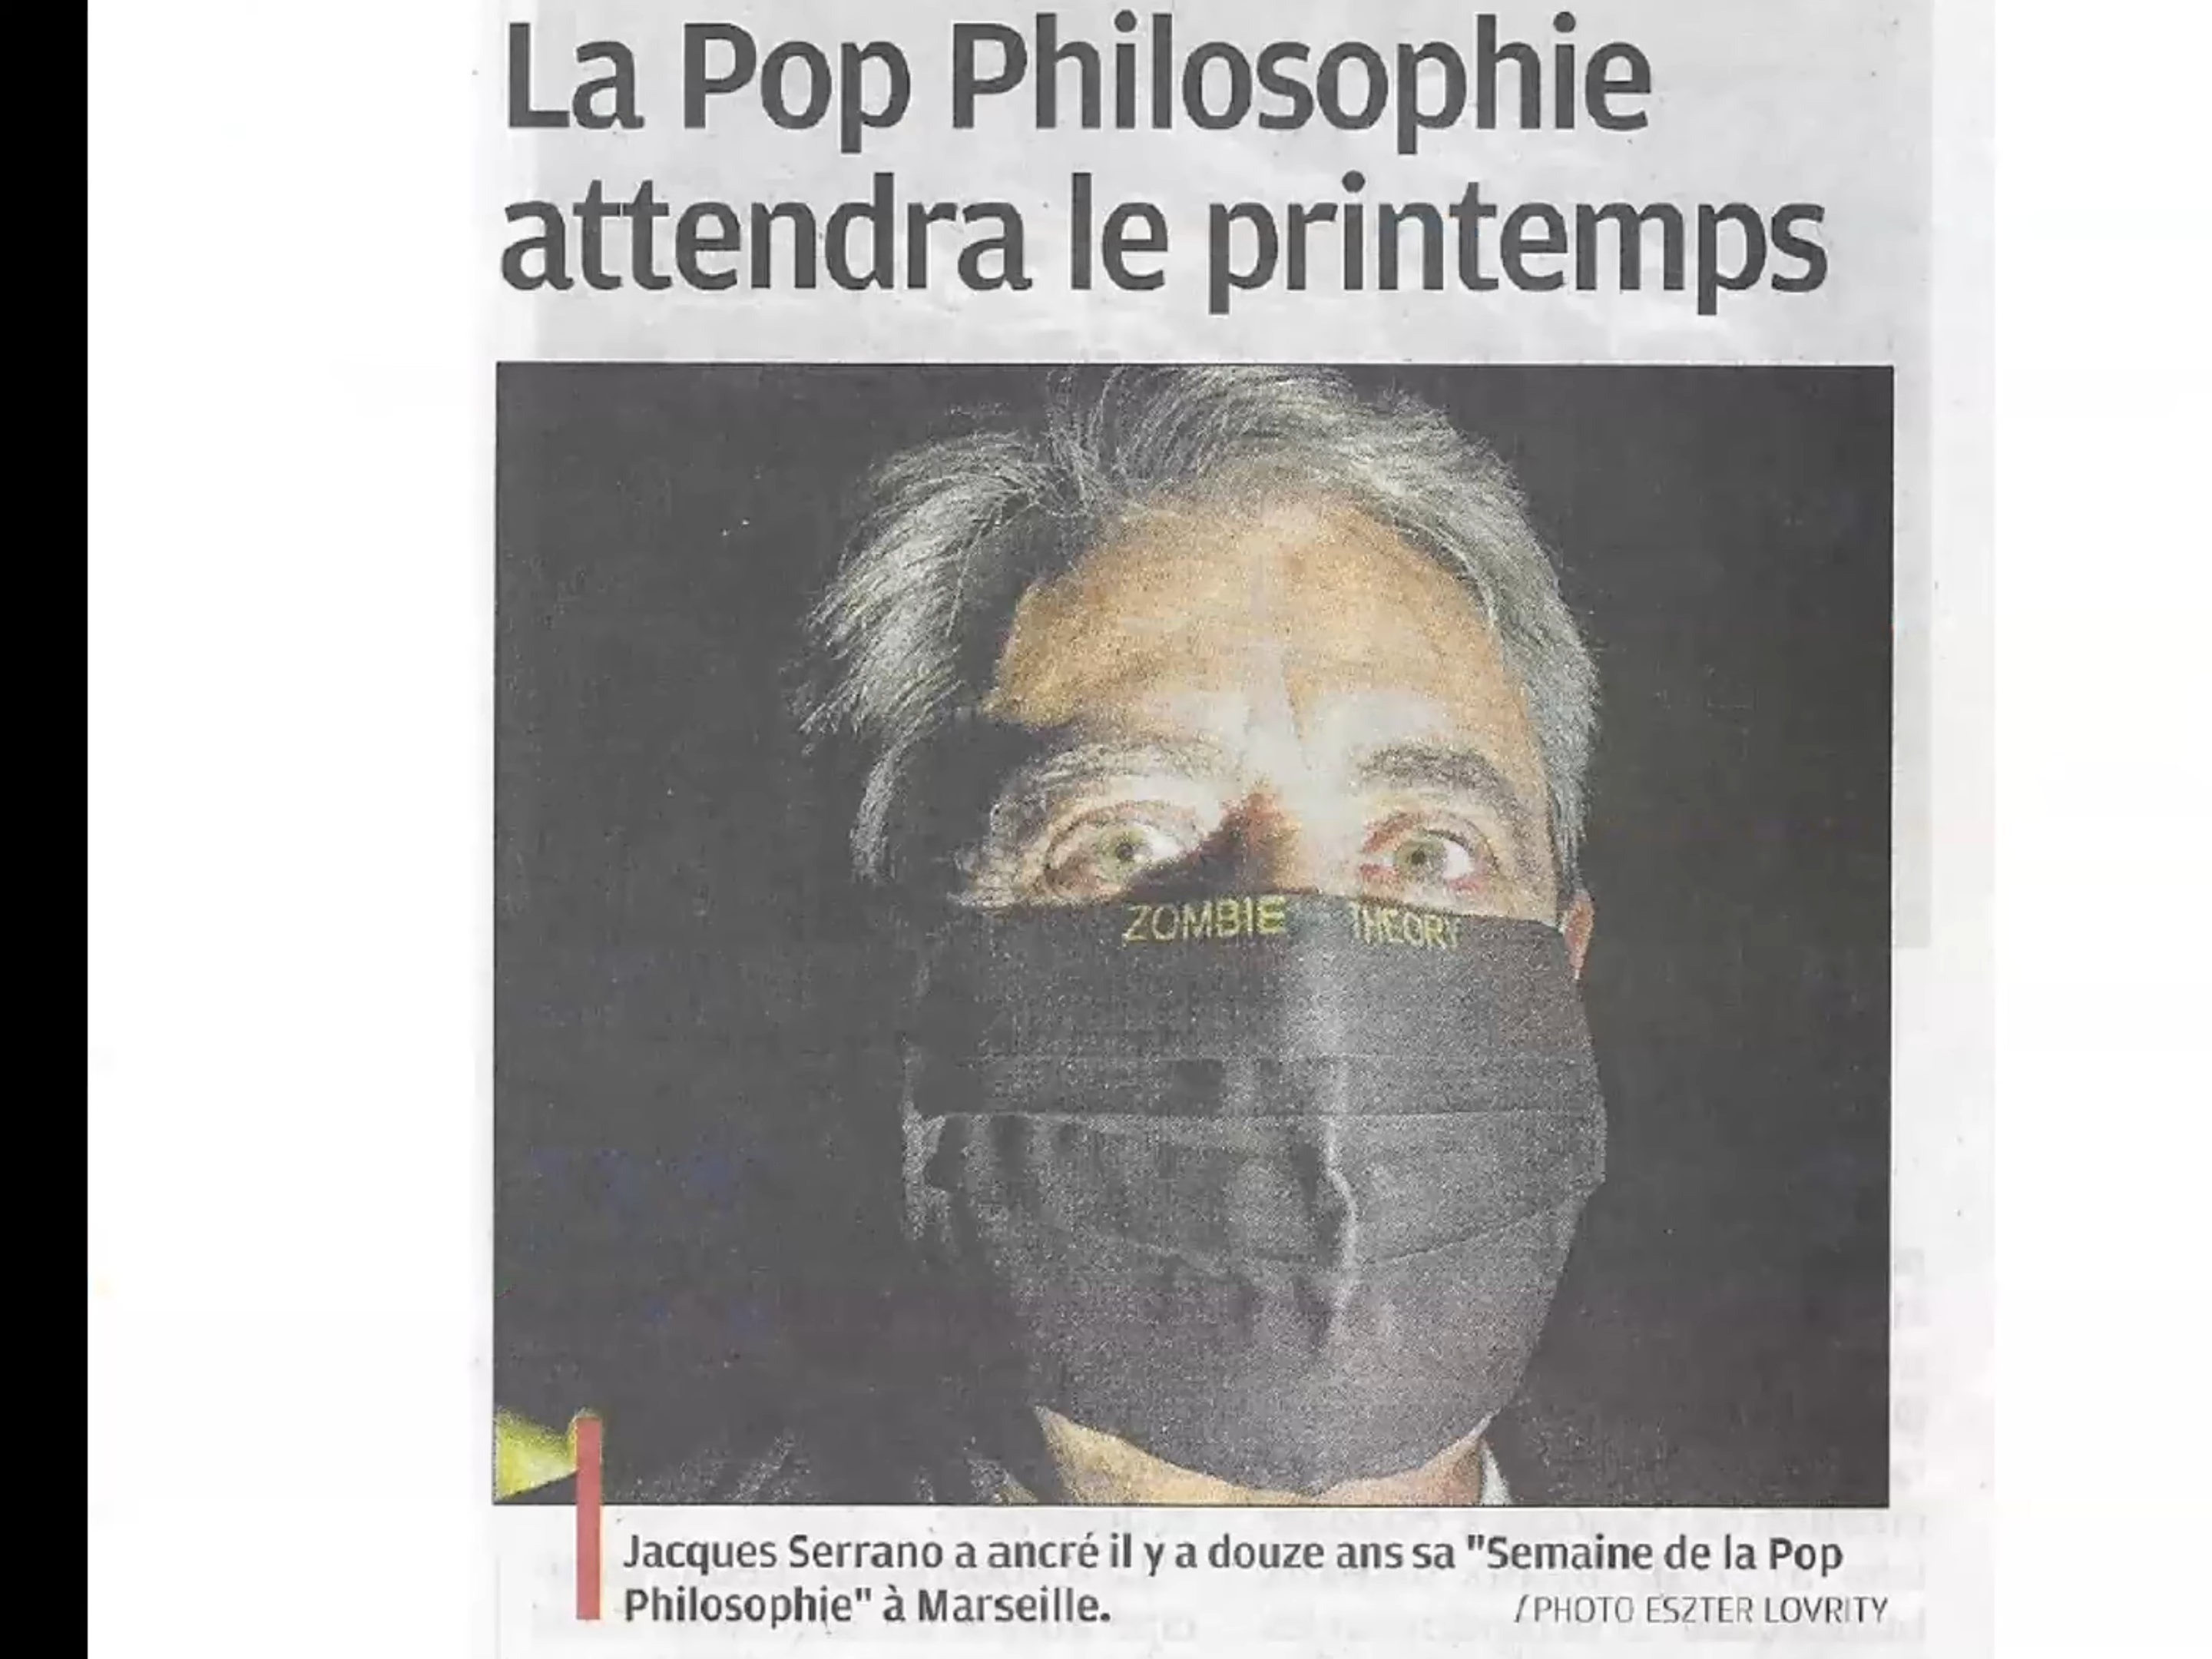 La Pop Philosophie
attendra le printemps
ZOMBIE THEORY
Jacques Serrano a ancré il y a douze ans sa "Semaine de la Pop
Philosophie" à Marseille.
/PHOTO ESZTER LOVRITY